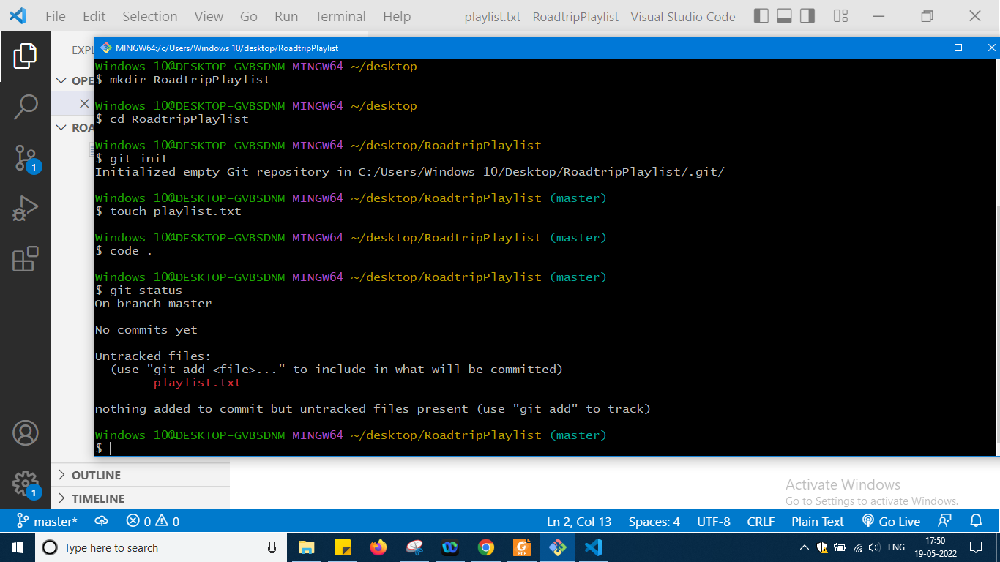 File Edit Selection View Go Run Terminal Help playlist.txt - RoadtripPlaylist - Visual Studio Code
EXPL
MINGW64:/c/Users/Windows 10/desktop/RoadtripPlaylist
OPE
ROA
Windows 10@DESKTOP-GVBSDNM MINGW64 ~/desktop
$ mkdir RoadtripPlaylist
Windows 10@DESKTOP-GVBSDNM MINGW64 ~/desktop
$ cd RoadtripPlaylist
Windows 10@DESKTOP-GVBSDNM MINGW64 ~/desktop/RoadtripPlaylist
$ git init
Initialized empty Git repository in C:/Users/Windows 10/Desktop/RoadtripPlaylist/.git/
Windows 10@DESKTOP-GVBSDNM MINGW64 ~/desktop/RoadtripPlaylist (master)
$ touch playlist.txt
Windows 10@DESKTOP-GVBSDNM MINGW64 ~/desktop/RoadtripPlaylist (master)
$ code .
Windows 10@DESKTOP-GVBSDNM MINGW64 ~/desktop/RoadtripPlaylist (master)
$ git status
On branch master
No commits yet
Untracked files:
(use "git add <file>..." to include in what will be committed)
playlist.txt
nothing added to commit but untracked files present (use "git add" to track)
Windows 10@DESKTOP-GVBSDNM MINGW64 ~/desktop/RoadtripPlaylist (master)
$
1
1
OUTLINE
TIMELINE
Activate Windows
Go to Settings to activate Windows.
master* 0 0 Ln 2, Col 13 Spaces: 4 UTF-8 CRLF Plain Text Go Live
Type here to search
PDF
ENG
17:50
19-05-2022